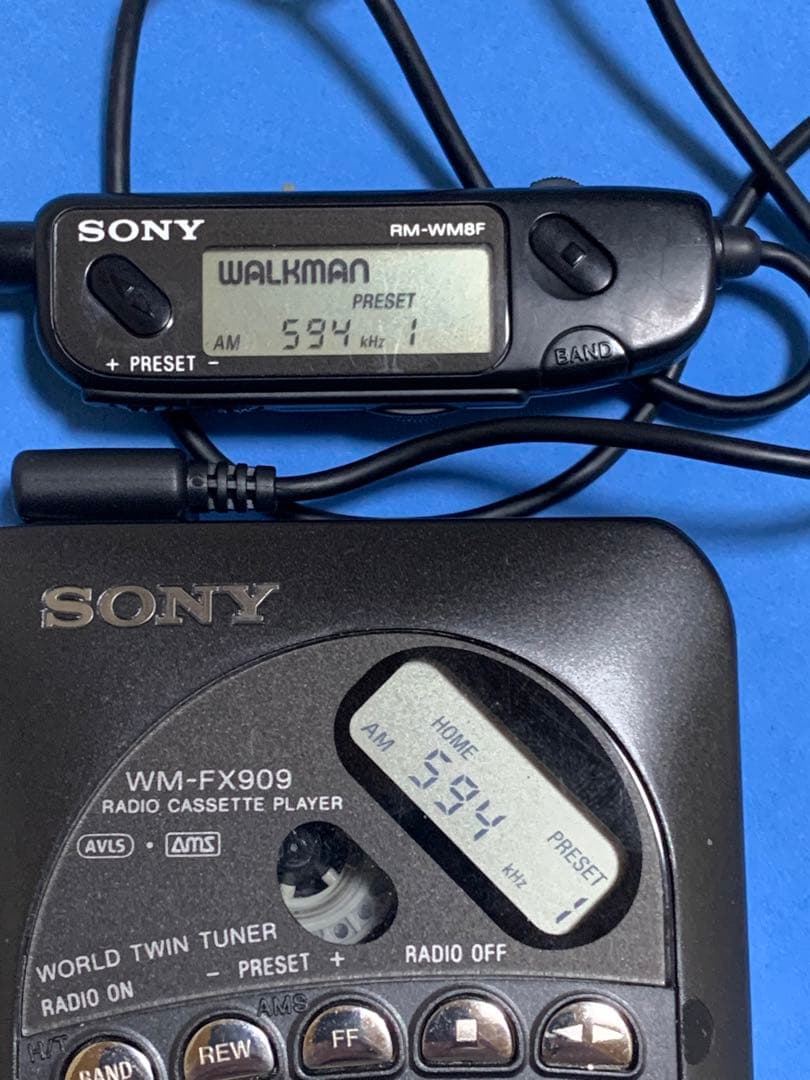 SONY
RM-WM8F
WALKMAN
PRESET
AM 594 kHz 1
+ PRESET -
BAND
SONY
HOME
AM 594 kHz
PRESET 1
WM-FX909
RADIO CASSETTE PLAYER
AVLS • AMS
WORLD TWIN TUNER
RADIO ON
- PRESET +
RADIO OFF
AMS
H/T
BAND
REW
FF